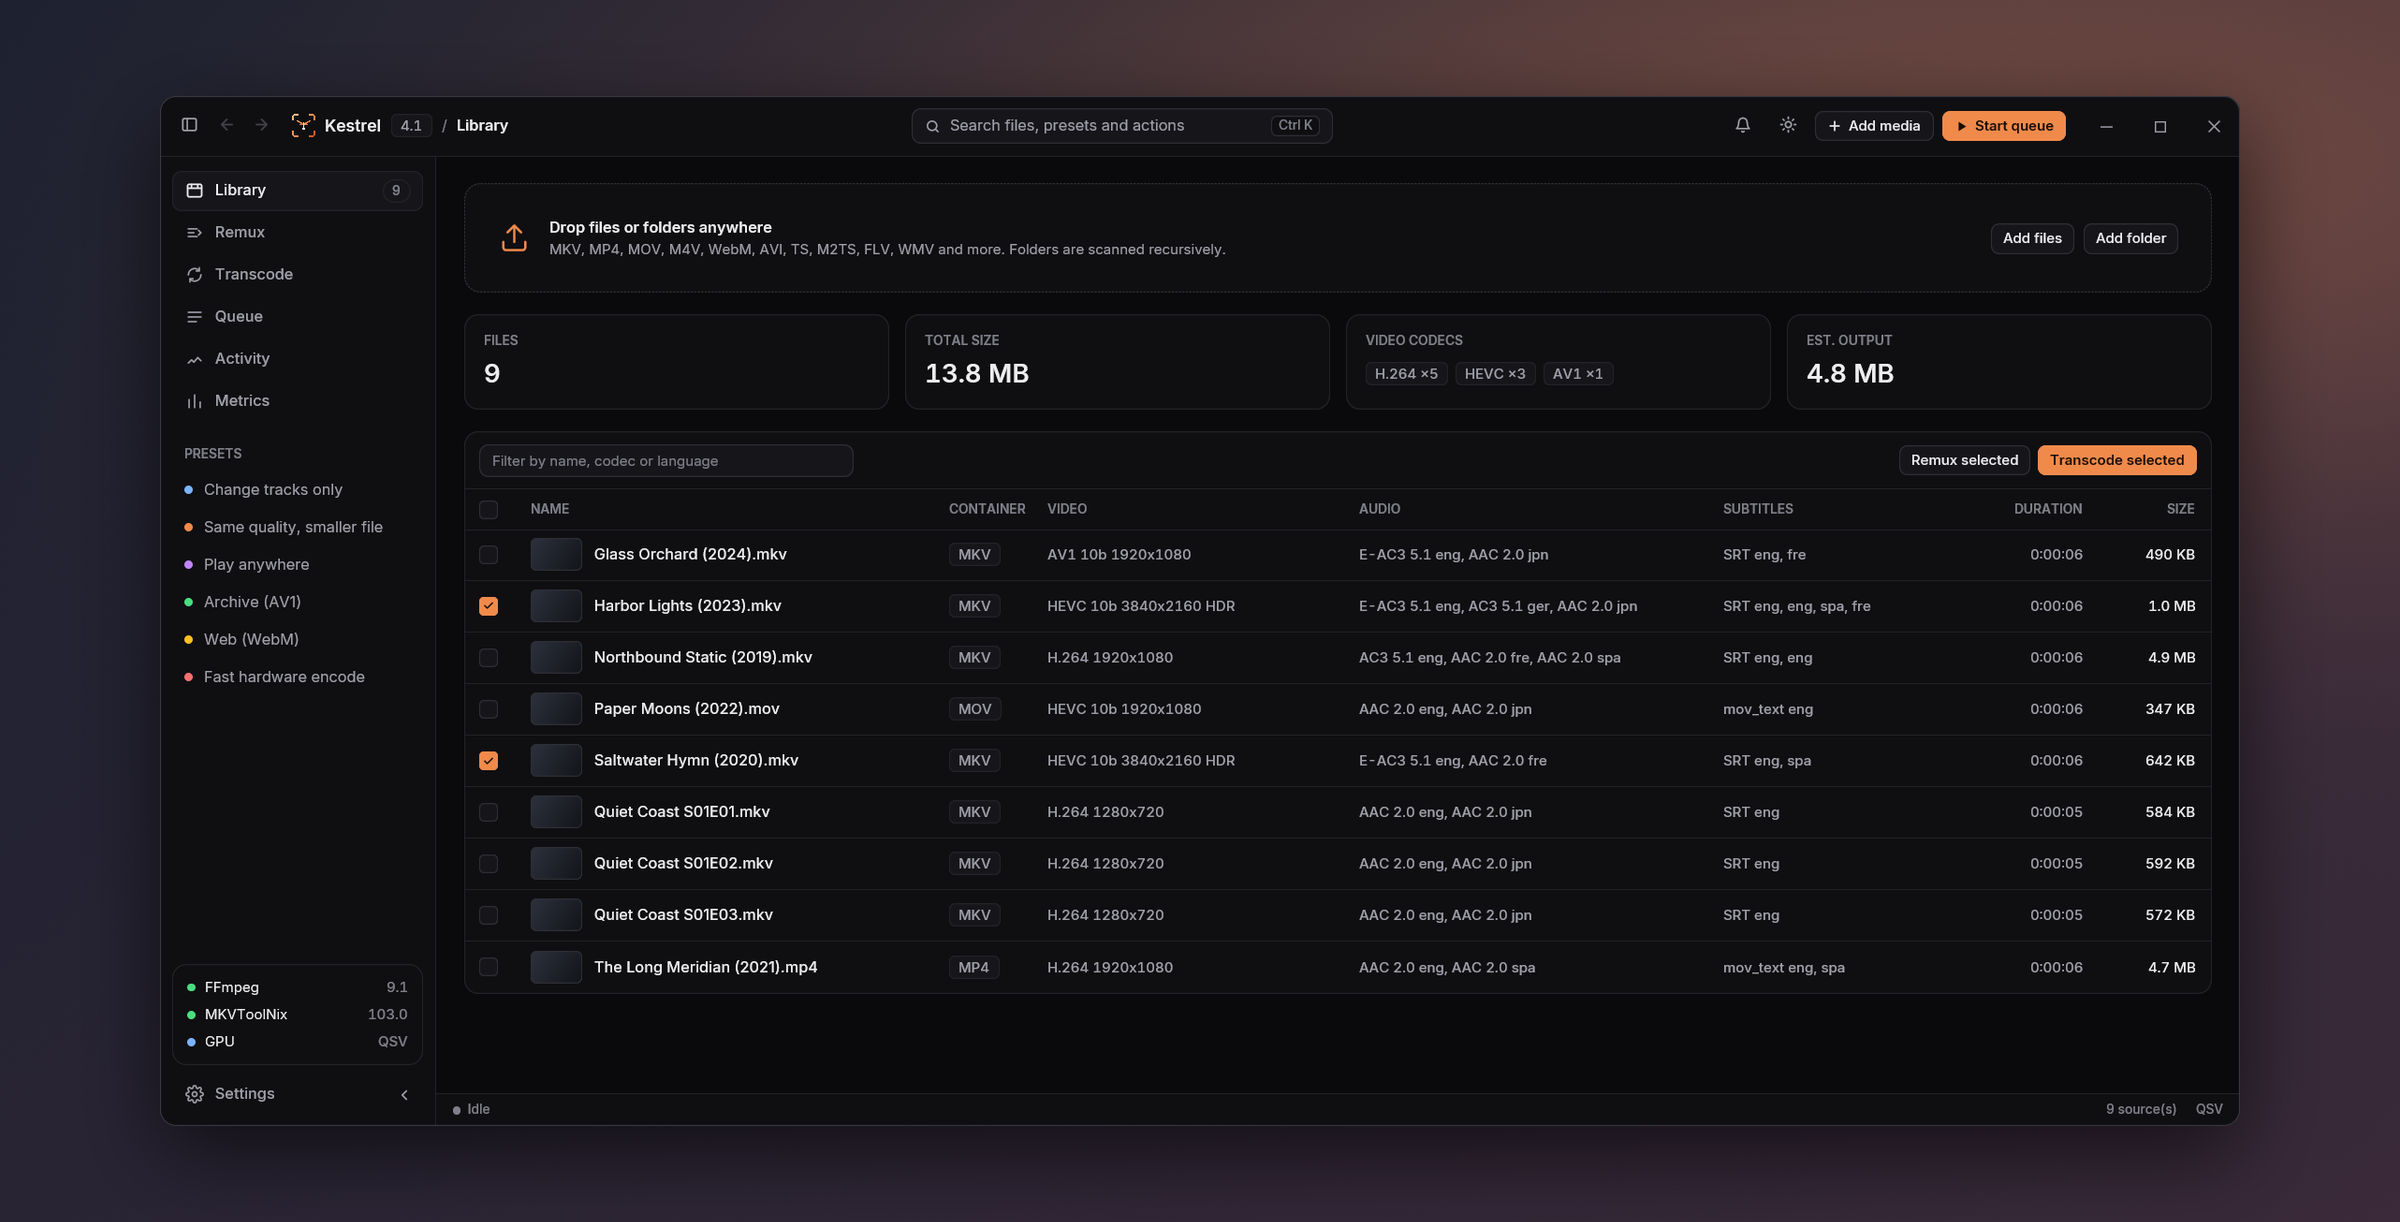 Kestrel 4.1 / Library
Search files, presets and actions Ctrl K
Add media Start queue
Library 9
Remux
Transcode
Queue
Activity
Metrics
PRESETS
Change tracks only
Same quality, smaller file
Play anywhere
Archive (AV1)
Web (WebM)
Fast hardware encode
FFmpeg 9.1
MKVToolNix 103.0
GPU QSV
Settings
Drop files or folders anywhere
MKV, MP4, MOV, M4V, WebM, AVI, TS, M2TS, FLV, WMV and more. Folders are scanned recursively.
Add files Add folder
FILES
9
TOTAL SIZE
13.8 MB
VIDEO CODECS
H.264 ×5 HEVC ×3 AV1 ×1
EST. OUTPUT
4.8 MB
Filter by name, codec or language
Remux selected Transcode selected
NAME CONTAINER VIDEO AUDIO SUBTITLES DURATION SIZE
Glass Orchard (2024).mkv MKV AV1 10b 1920x1080 E-AC3 5.1 eng, AAC 2.0 jpn SRT eng, fre 0:00:06 490 KB
Harbor Lights (2023).mkv MKV HEVC 10b 3840x2160 HDR E-AC3 5.1 eng, AC3 5.1 ger, AAC 2.0 jpn SRT eng, eng, spa, fre 0:00:06 1.0 MB
Northbound Static (2019).mkv MKV H.264 1920x1080 AC3 5.1 eng, AAC 2.0 fre, AAC 2.0 spa SRT eng, eng 0:00:06 4.9 MB
Paper Moons (2022).mov MOV HEVC 10b 1920x1080 AAC 2.0 eng, AAC 2.0 jpn mov_text eng 0:00:06 347 KB
Saltwater Hymn (2020).mkv MKV HEVC 10b 3840x2160 HDR E-AC3 5.1 eng, AAC 2.0 fre SRT eng, spa 0:00:06 642 KB
Quiet Coast S01E01.mkv MKV H.264 1280x720 AAC 2.0 eng, AAC 2.0 jpn SRT eng 0:00:05 584 KB
Quiet Coast S01E02.mkv MKV H.264 1280x720 AAC 2.0 eng, AAC 2.0 jpn SRT eng 0:00:05 592 KB
Quiet Coast S01E03.mkv MKV H.264 1280x720 AAC 2.0 eng, AAC 2.0 jpn SRT eng 0:00:05 572 KB
The Long Meridian (2021).mp4 MP4 H.264 1920x1080 AAC 2.0 eng, AAC 2.0 spa mov_text eng, spa 0:00:06 4.7 MB
Idle 9 source(s) QSV